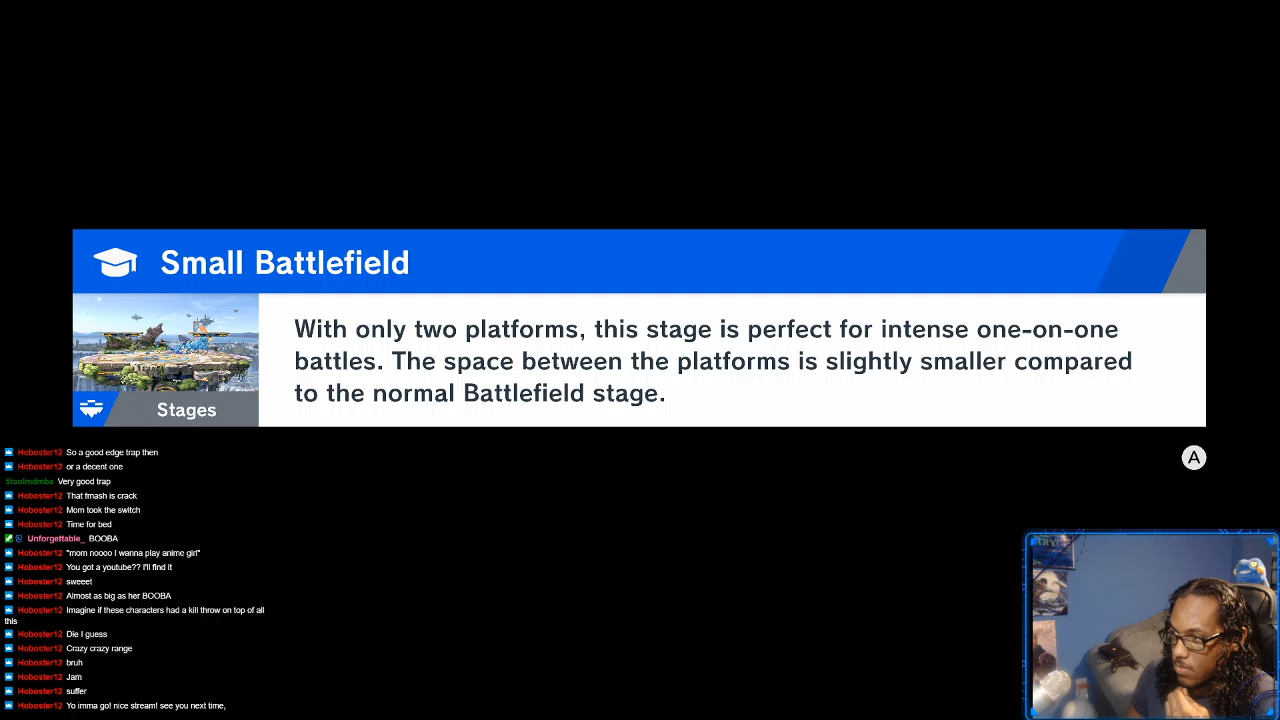 Small Battlefield
With only two platforms, this stage is perfect for intense one-on-one
battles. The space between the platforms is slightly smaller compared
to the normal Battlefield stage.
Stages
A
Hoboster12 So a good edge trap then
Hoboster12 or a decent one
5toolmdmba Very good trap
Hoboster12 That fmash is crack
Hoboster12 Mom took the switch
Hoboster12 Time for bed
Unforgettable_ BOOBA
Hoboster12 "mom noooo I wanna play anime girl"
Hoboster12 You got a youtube?? I'll find it
Hoboster12 sweeet
Hoboster12 Almost as big as her BOOBA
Hoboster12 Imagine if these characters had a kill throw on top of all
this
Hoboster12 Die I guess
Hoboster12 Crazy crazy range
Hoboster12 bruh
Hoboster12 Jam
Hoboster12 suffer
Hoboster12 Yo imma go! nice stream! see you next time,